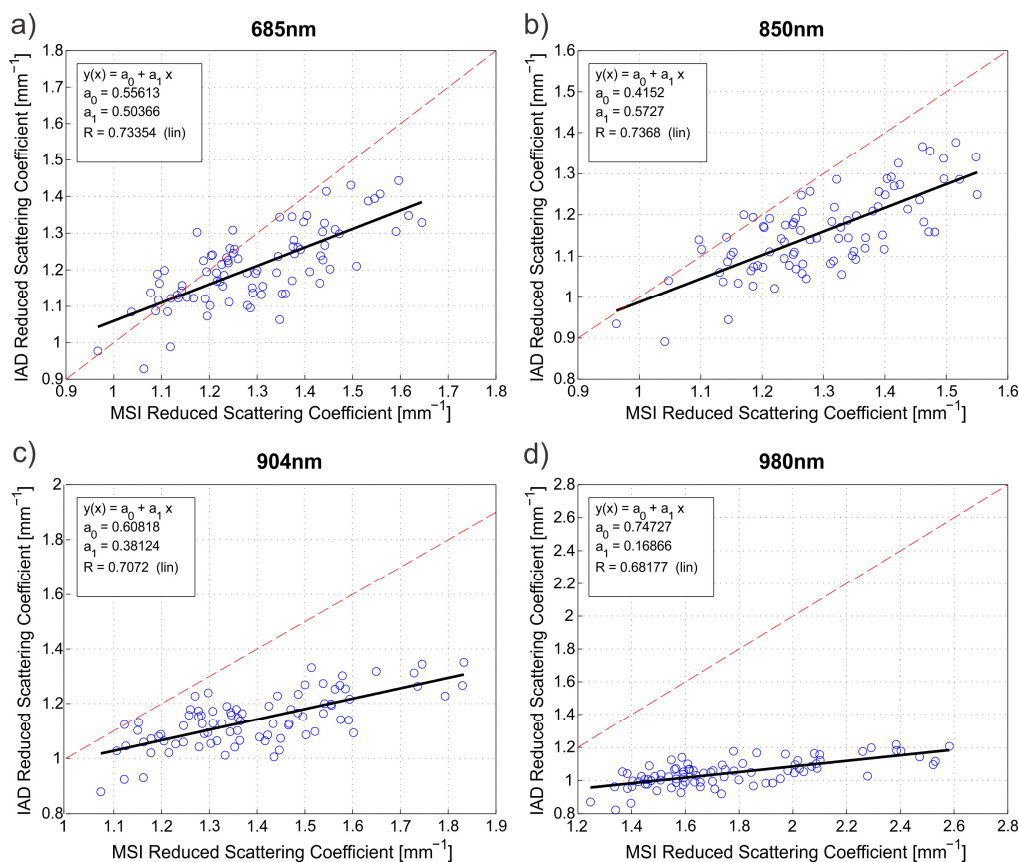 a)
685nm
IAD Reduced Scattering Coefficient [mm⁻¹]
1.8
1.7
1.6
1.5
1.4
1.3
1.2
1.1
1
0.9
y(x) = a₀ + a₁ x
a₀ = 0.55613
a₁ = 0.50366
R = 0.73354 (lin)
0.9 1 1.1 1.2 1.3 1.4 1.5 1.6 1.7 1.8
MSI Reduced Scattering Coefficient [mm⁻¹]
b)
850nm
IAD Reduced Scattering Coefficient [mm⁻¹]
1.6
1.5
1.4
1.3
1.2
1.1
1
0.9
0.8
y(x) = a₀ + a₁ x
a₀ = 0.4152
a₁ = 0.5727
R = 0.7368 (lin)
0.9 1 1.1 1.2 1.3 1.4 1.5 1.6
MSI Reduced Scattering Coefficient [mm⁻¹]
c)
904nm
IAD Reduced Scattering Coefficient [mm⁻¹]
2
1.8
1.6
1.4
1.2
1
0.8
y(x) = a₀ + a₁ x
a₀ = 0.60818
a₁ = 0.38124
R = 0.7072 (lin)
1 1.1 1.2 1.3 1.4 1.5 1.6 1.7 1.8 1.9
MSI Reduced Scattering Coefficient [mm⁻¹]
d)
980nm
IAD Reduced Scattering Coefficient [mm⁻¹]
2.8
2.6
2.4
2.2
2
1.8
1.6
1.4
1.2
1
0.8
y(x) = a₀ + a₁ x
a₀ = 0.74727
a₁ = 0.16866
R = 0.68177 (lin)
1.2 1.4 1.6 1.8 2 2.2 2.4 2.6 2.8
MSI Reduced Scattering Coefficient [mm⁻¹]